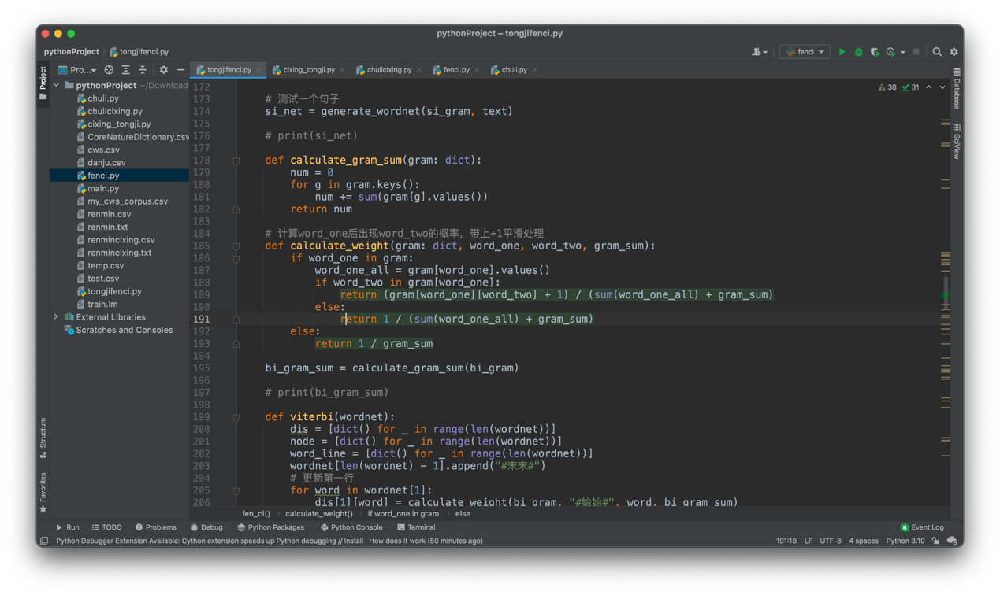 pythonProject – tongjifenci.py
pythonProject tongjifenci.py
fenci
Project
Pro...
tongjifenci.py
cixing_tongji.py
chulicixing.py
fenci.py
chuli.py
pythonProject ~/Download
chuli.py
chulicixing.py
cixing_tongji.py
CoreNatureDictionary.csv
cws.csv
danju.csv
fenci.py
main.py
my_cws_corpus.csv
renmin.csv
renmin.txt
renmincixing.csv
renmincixing.txt
temp.csv
test.csv
tongjifenci.py
train.lm
External Libraries
Scratches and Consoles
Structure
Favorites
38 31
Database
SciView
172
173 # 测试一个句子
174 si_net = generate_wordnet(si_gram, text)
175
176 # print(si_net)
177
178 def calculate_gram_sum(gram: dict):
179 num = 0
180 for g in gram.keys():
181 num += sum(gram[g].values())
182 return num
183
184 # 计算word_one后出现word_two的概率，带上+1平滑处理
185 def calculate_weight(gram: dict, word_one, word_two, gram_sum):
186 if word_one in gram:
187 word_one_all = gram[word_one].values()
188 if word_two in gram[word_one]:
189 return (gram[word_one][word_two] + 1) / (sum(word_one_all) + gram_sum)
190 else:
191 return 1 / (sum(word_one_all) + gram_sum)
192 else:
193 return 1 / gram_sum
194
195 bi_gram_sum = calculate_gram_sum(bi_gram)
196
197 # print(bi_gram_sum)
198
199 def viterbi(wordnet):
200 dis = [dict() for _ in range(len(wordnet))]
201 node = [dict() for _ in range(len(wordnet))]
202 word_line = [dict() for _ in range(len(wordnet))]
203 wordnet[len(wordnet) - 1].append("#末末#")
204 # 更新第一行
205 for word in wordnet[1]:
206 dis[1][word] = calculate_weight(bi_gram, "#始始#", word, bi_gram_sum)
fen_ci() calculate_weight() if word_one in gram else
Run TODO Problems Debug Python Packages Python Console Terminal 6 Event Log
Python Debugger Extension Available: Cython extension speeds up Python debugging // Install How does it work (50 minutes ago) 191:18 LF UTF-8 4 spaces Python 3.10